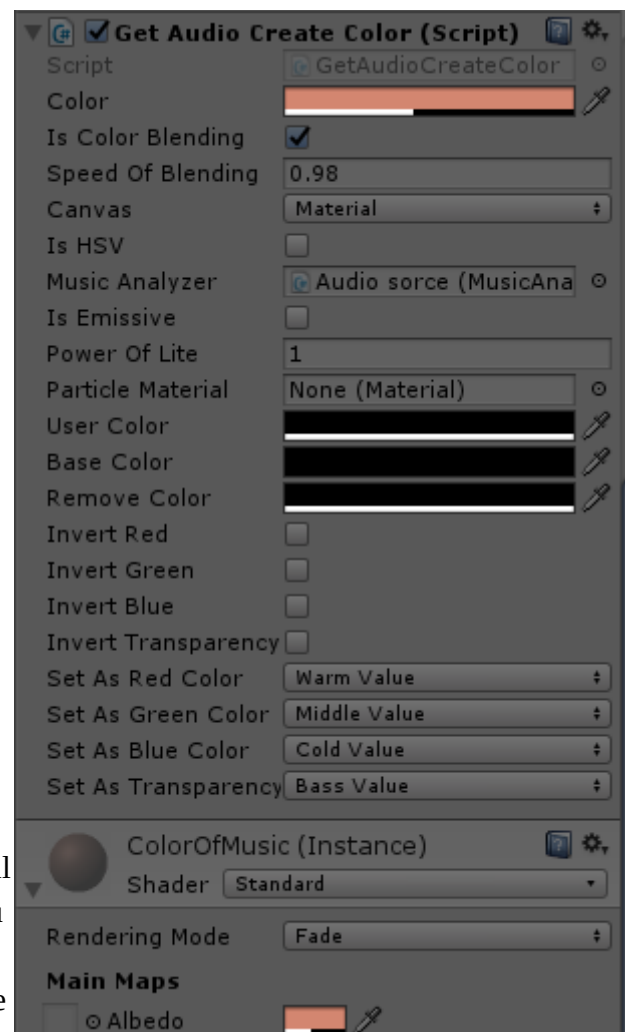 Get Audio Create Color (Script)
Script GetAudioCreateColor
Color
Is Color Blending
Speed Of Blending 0.98
Canvas Material
Is HSV
Music Analyzer Audio sorce (MusicAna
Is Emissive
Power Of Lite 1
Particle Material None (Material)
User Color
Base Color
Remove Color
Invert Red
Invert Green
Invert Blue
Invert Transparency
Set As Red Color Warm Value
Set As Green Color Middle Value
Set As Blue Color Cold Value
Set As Transparency Bass Value
ColorOfMusic (Instance)
Shader Standard
Rendering Mode Fade
Main Maps
Albedo